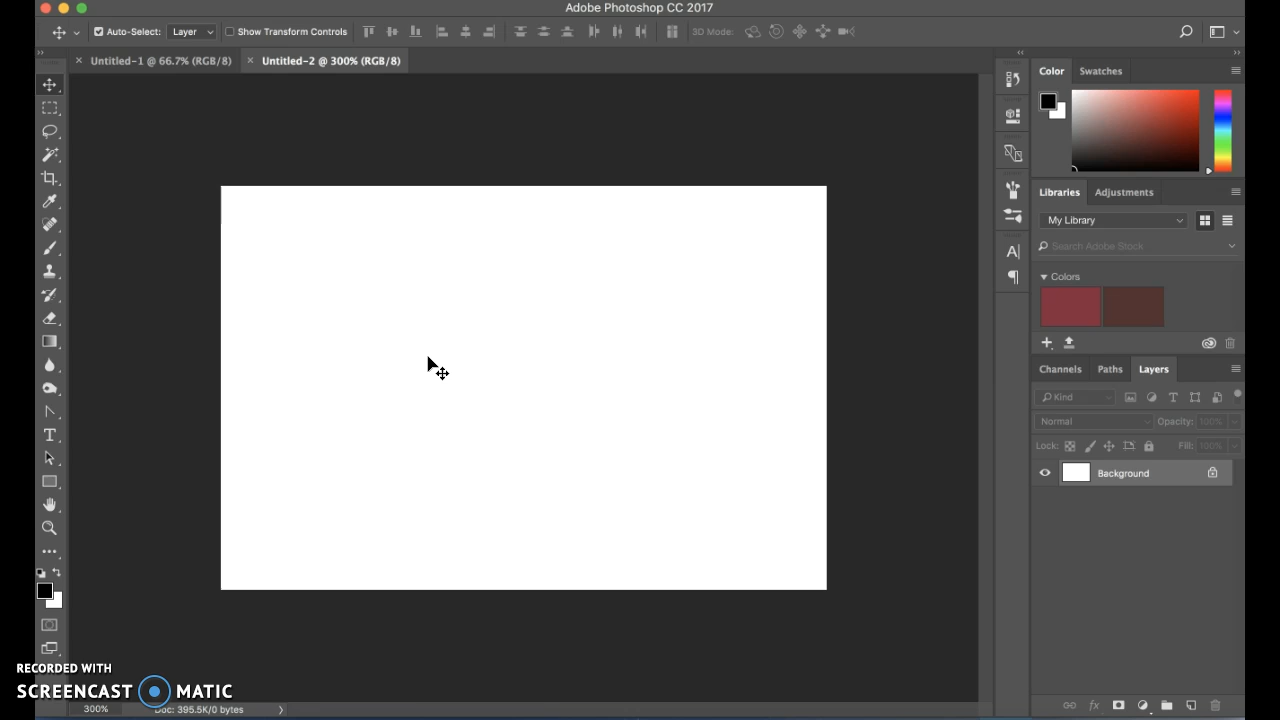 Adobe Photoshop CC 2017
Auto-Select: Layer Show Transform Controls 3D Mode:
Untitled-1 @ 66.7% (RGB/8) Untitled-2 @ 300% (RGB/8)
Color Swatches
Libraries Adjustments
My Library
Search Adobe Stock
Colors
Channels Paths Layers
Kind
Normal Opacity: 100%
Lock: Fill: 100%
Background
RECORDED WITH
SCREENCAST MATIC
300% Doc: 395.5K/0 bytes